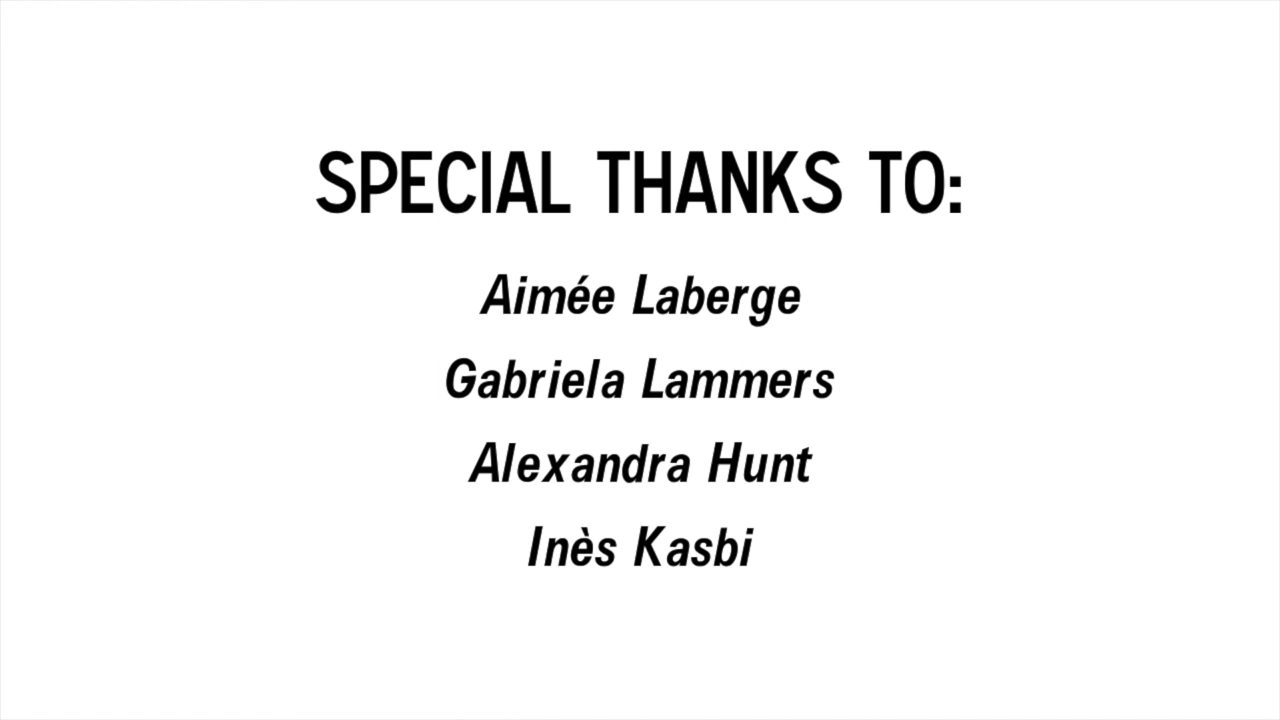 SPECIAL THANKS TO:
Aimée Laberge
Gabriela Lammers
Alexandra Hunt
Inès Kasbi